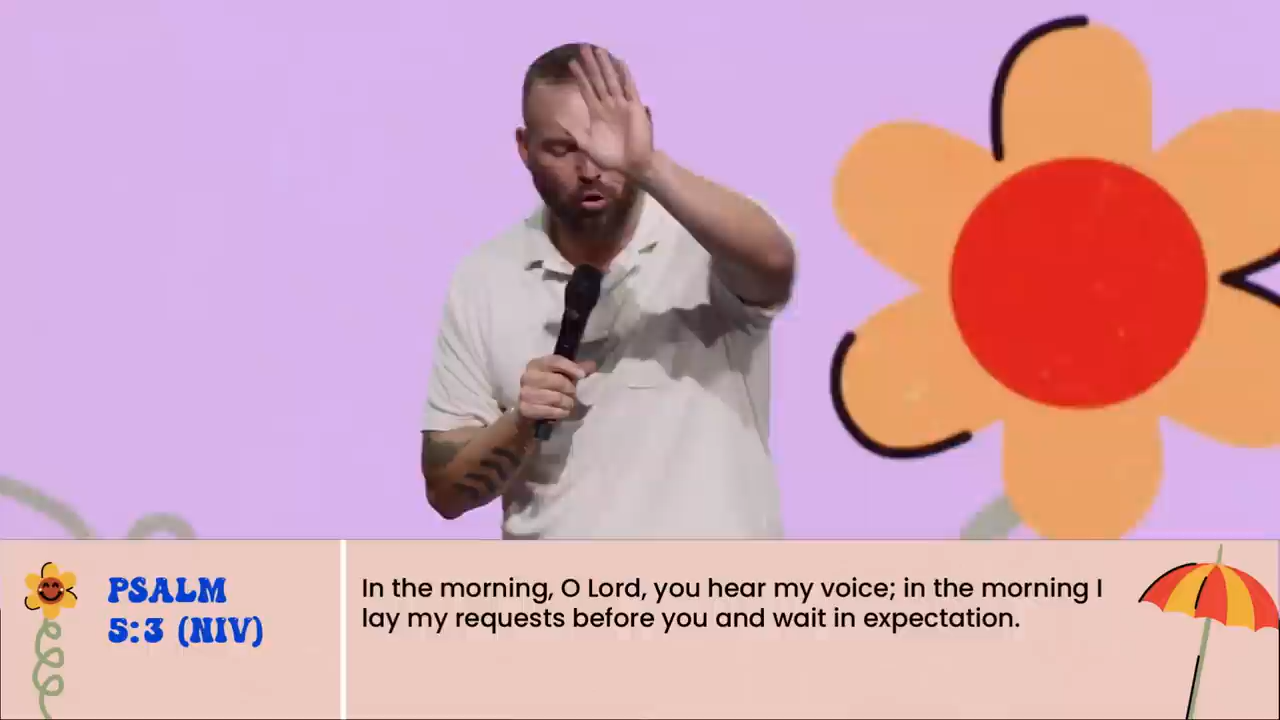 PSALM
5:3 (NIV)
In the morning, O Lord, you hear my voice; in the morning I
lay my requests before you and wait in expectation.